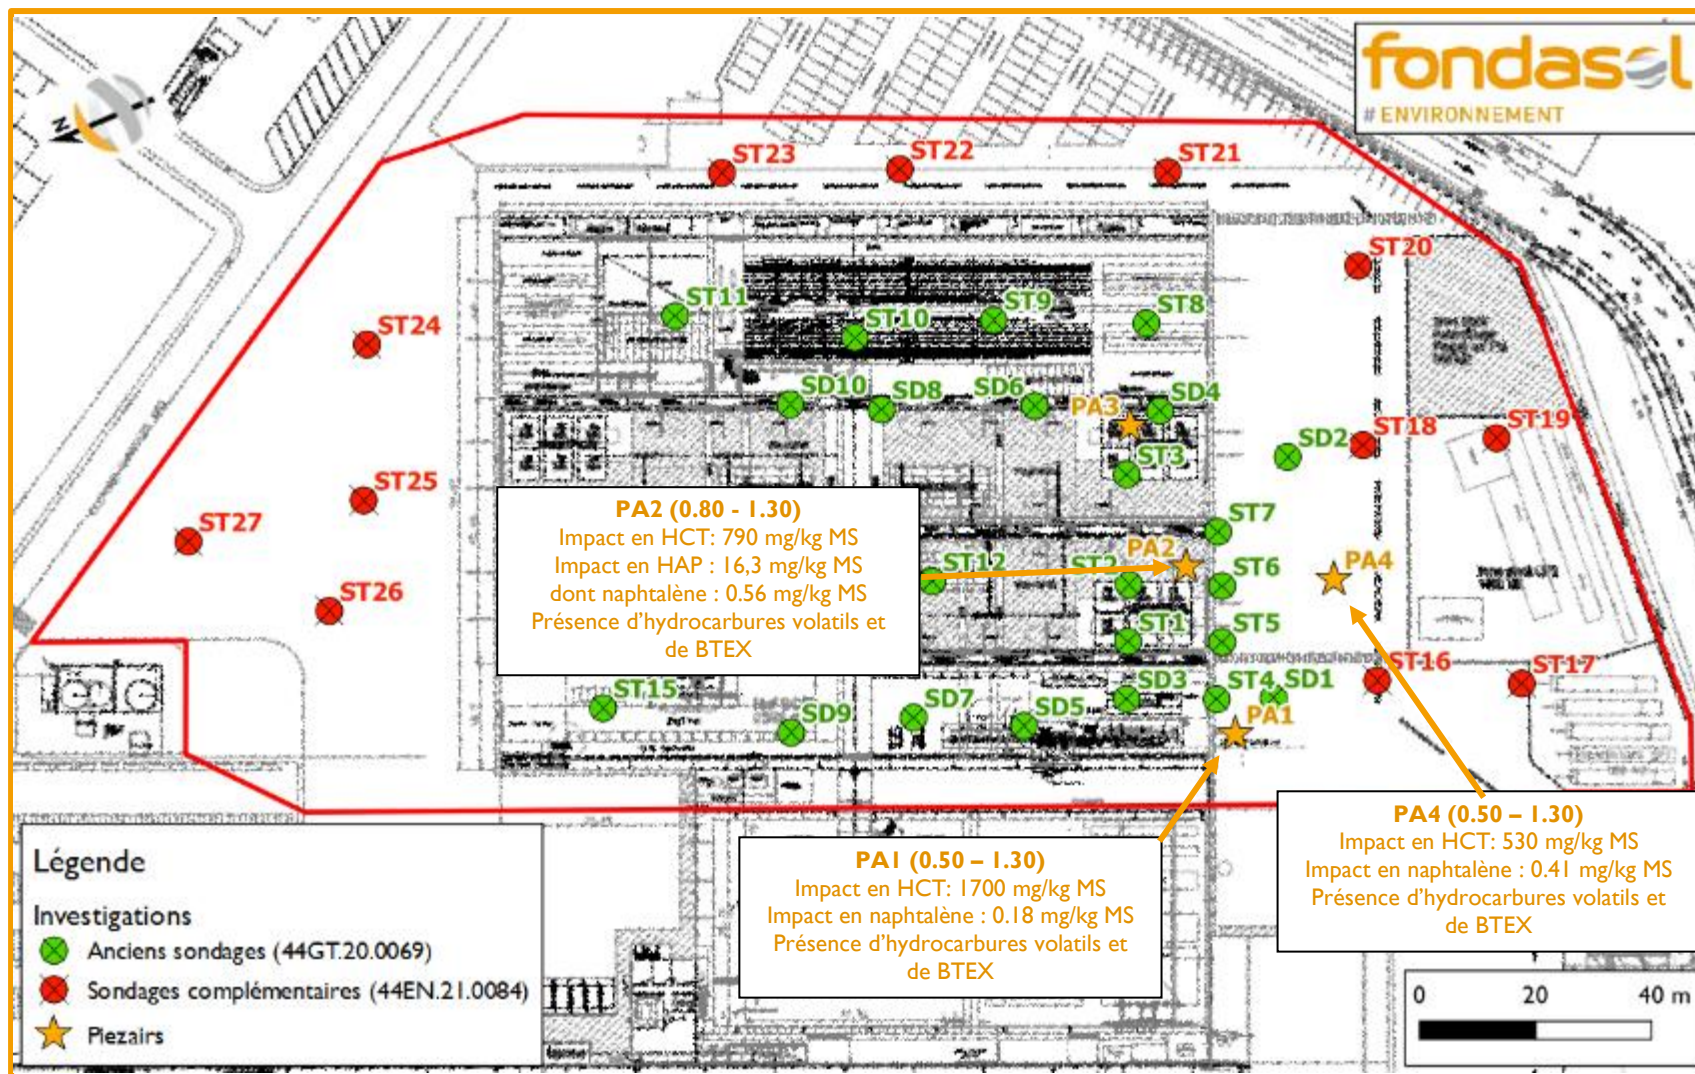 fondasol
# ENVIRONNEMENT
N
ST23
ST22
ST21
ST20
ST11
ST10
ST9
ST8
ST24
SD10
SD8
SD6
PA3
SD4
ST18
ST19
SD2
ST3
ST25
ST27
ST26
ST7
PA2
ST12
ST2
ST6
PA4
ST1
ST5
PA2 (0.80 - 1.30)
Impact en HCT: 790 mg/kg MS
Impact en HAP : 16,3 mg/kg MS
dont naphtalène : 0.56 mg/kg MS
Présence d’hydrocarbures volatils et
de BTEX
ST15
SD9
SD7
SD5
SD3
ST4
SD1
PA1
ST16
ST17
PA1 (0.50 – 1.30)
Impact en HCT: 1700 mg/kg MS
Impact en naphtalène : 0.18 mg/kg MS
Présence d’hydrocarbures volatils et
de BTEX
PA4 (0.50 – 1.30)
Impact en HCT: 530 mg/kg MS
Impact en naphtalène : 0.41 mg/kg MS
Présence d’hydrocarbures volatils et
de BTEX
Légende
Investigations
Anciens sondages (44GT.20.0069)
Sondages complémentaires (44EN.21.0084)
Piezairs
0 20 40 m